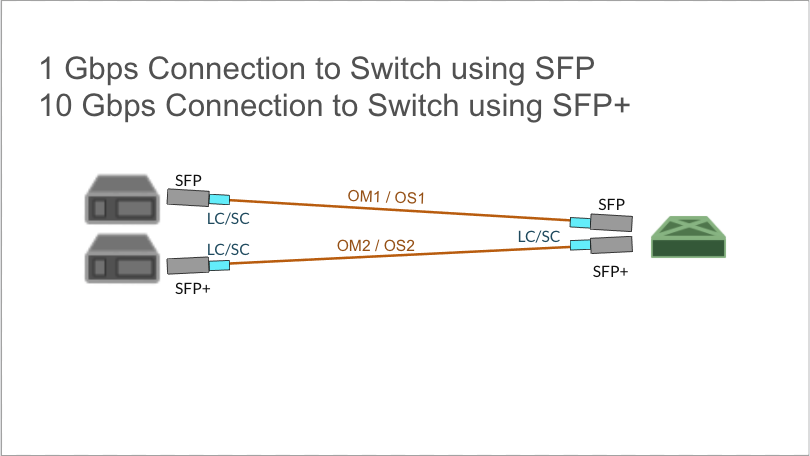 1 Gbps Connection to Switch using SFP
10 Gbps Connection to Switch using SFP+
SFP
OM1 / OS1
SFP
LC/SC
LC/SC
OM2 / OS2
LC/SC
SFP+
SFP+